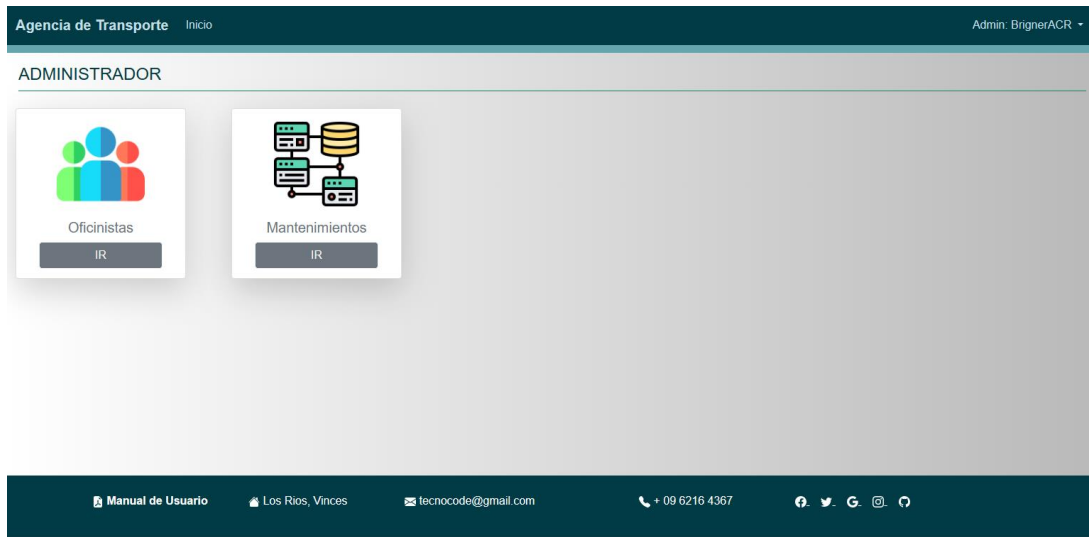 Agencia de Transporte Inicio Admin: BrignerACR
ADMINISTRADOR
Oficinistas
IR
Mantenimientos
IR
Manual de Usuario Los Rios, Vinces tecnocode@gmail.com + 09 6216 4367